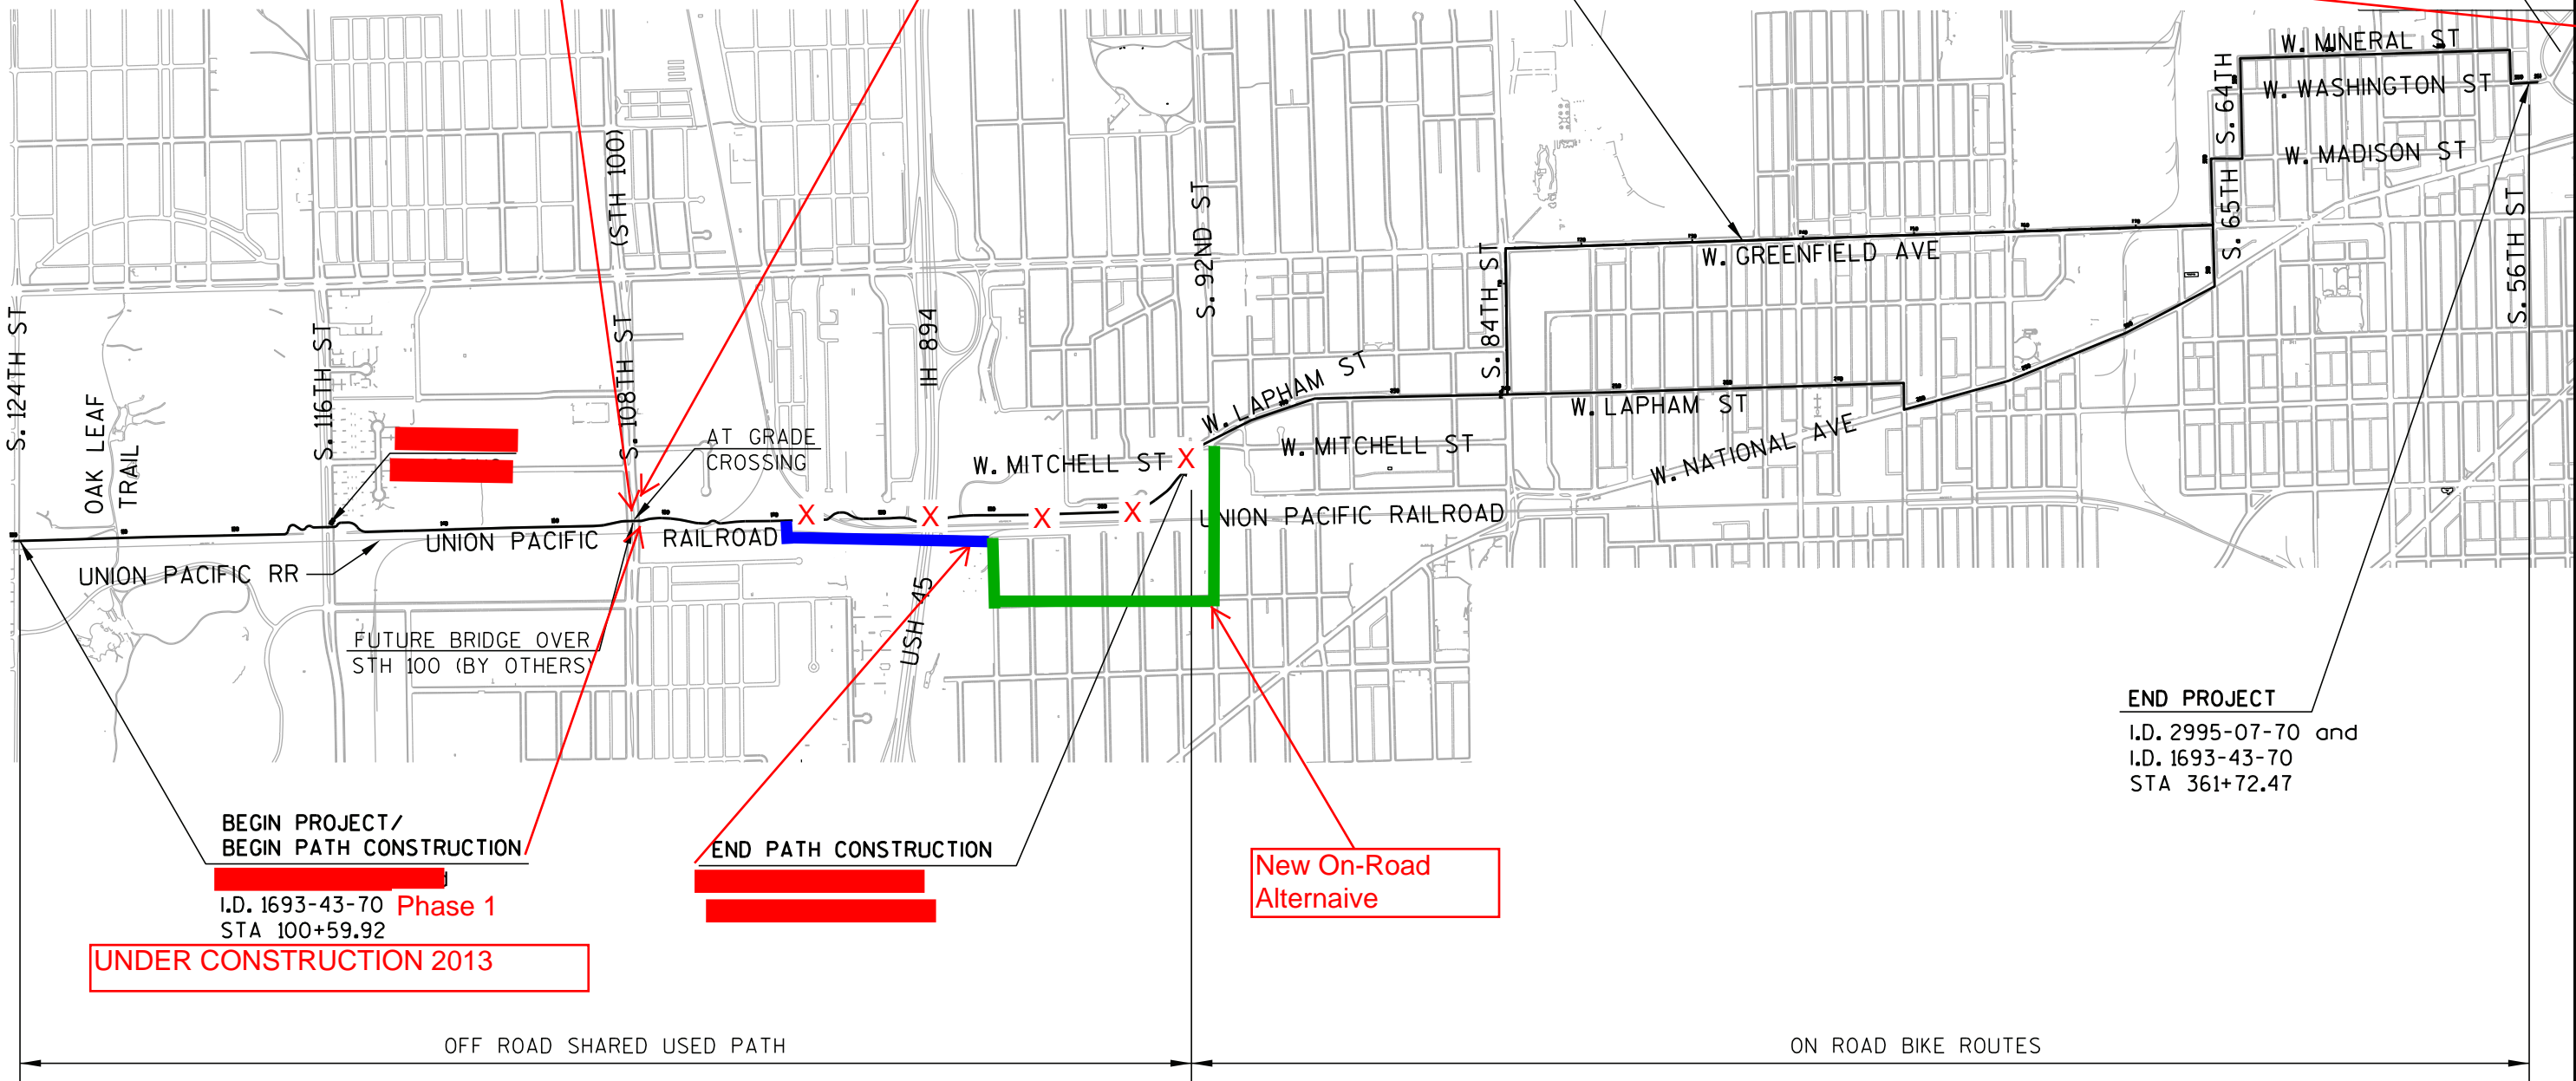 W. MINERAL ST
W. WASHINGTON ST
S. 64TH
W. MADISON ST
S. 65TH ST
S. 56TH ST
(STH 100)
S. 92ND ST
W. GREENFIELD AVE
S. 84TH ST
S. 124TH ST
S. 116TH ST
S. 108TH ST
IH 894
OAK LEAF
TRAIL
AT GRADE
CROSSING
W. LAPHAM ST
W. LAPHAM ST
W. MITCHELL ST
X
W. MITCHELL ST
W. NATIONAL AVE
X
X
X
X
UNION PACIFIC RAILROAD
UNION PACIFIC RAILROAD
UNION PACIFIC RR
USH 45
FUTURE BRIDGE OVER
STH 100 (BY OTHERS)
END PROJECT
I.D. 2995-07-70 and
I.D. 1693-43-70
STA 361+72.47
BEGIN PROJECT/
BEGIN PATH CONSTRUCTION
I.D. 1693-43-70 Phase 1
STA 100+59.92
UNDER CONSTRUCTION 2013
END PATH CONSTRUCTION
New On-Road
Alternaive
OFF ROAD SHARED USED PATH
ON ROAD BIKE ROUTES